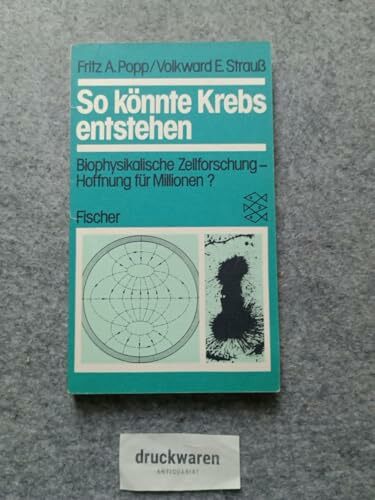 Fritz A. Popp/Volkward E. Strauß
So könnte Krebs
entstehen
Biophysikalische Zellforschung –
Hoffnung für Millionen ?
Fischer
druckwaren
ANTIQUARIAT